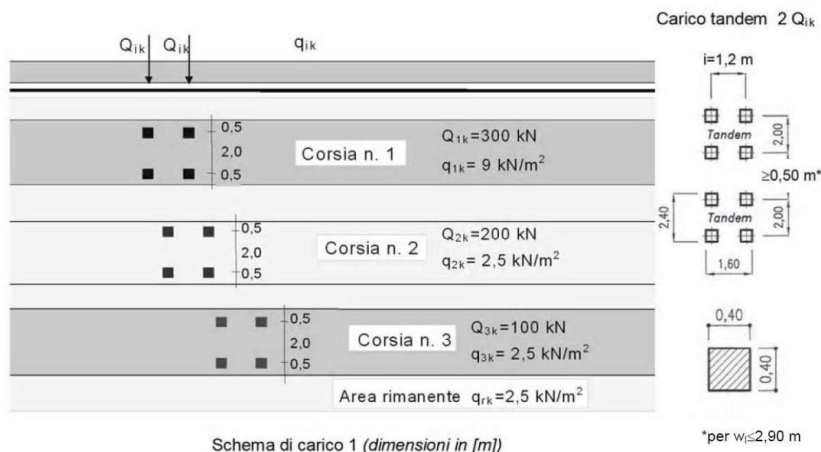 Carico tandem 2 Qik
Qik Qik qik
i=1,2 m
0,5
2,0
0,5
Corsia n. 1
Q1k=300 kN
q1k= 9 kN/m²
Tandem
2,00
≥0,50 m*
0,5
2,0
0,5
Corsia n. 2
Q2k=200 kN
q2k= 2,5 kN/m²
2,40
Tandem
2,00
1,60
0,5
2,0
0,5
Corsia n. 3
Q3k=100 kN
q3k= 2,5 kN/m²
0,40
0,40
Area rimanente qrk=2,5 kN/m²
Schema di carico 1 (dimensioni in [m])
*per wl≤2,90 m